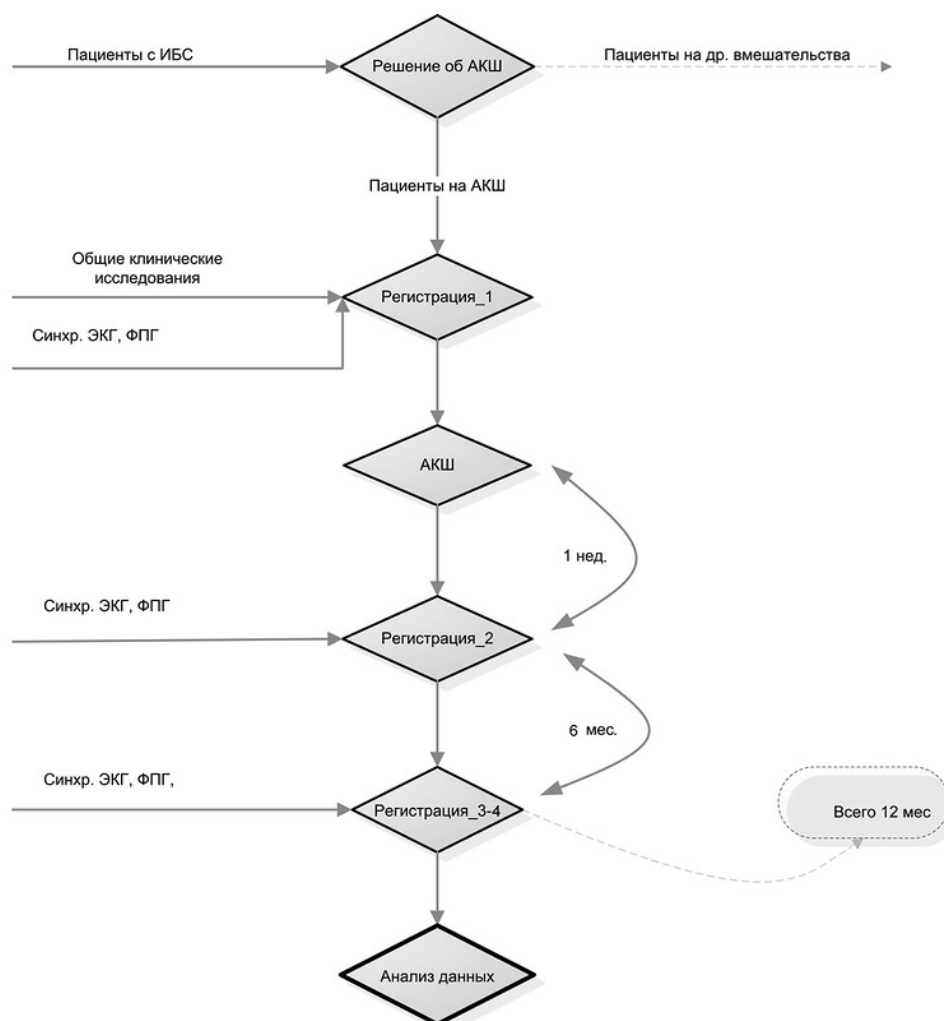 Пациенты с ИБС
Решение об АКШ
Пациенты на др. вмешательства
Пациенты на АКШ
Общие клинические
исследования
Регистрация_1
Синхр. ЭКГ, ФПГ
АКШ
1 нед.
Синхр. ЭКГ, ФПГ
Регистрация_2
6 мес.
Синхр. ЭКГ, ФПГ,
Регистрация_3-4
Всего 12 мес
Анализ данных